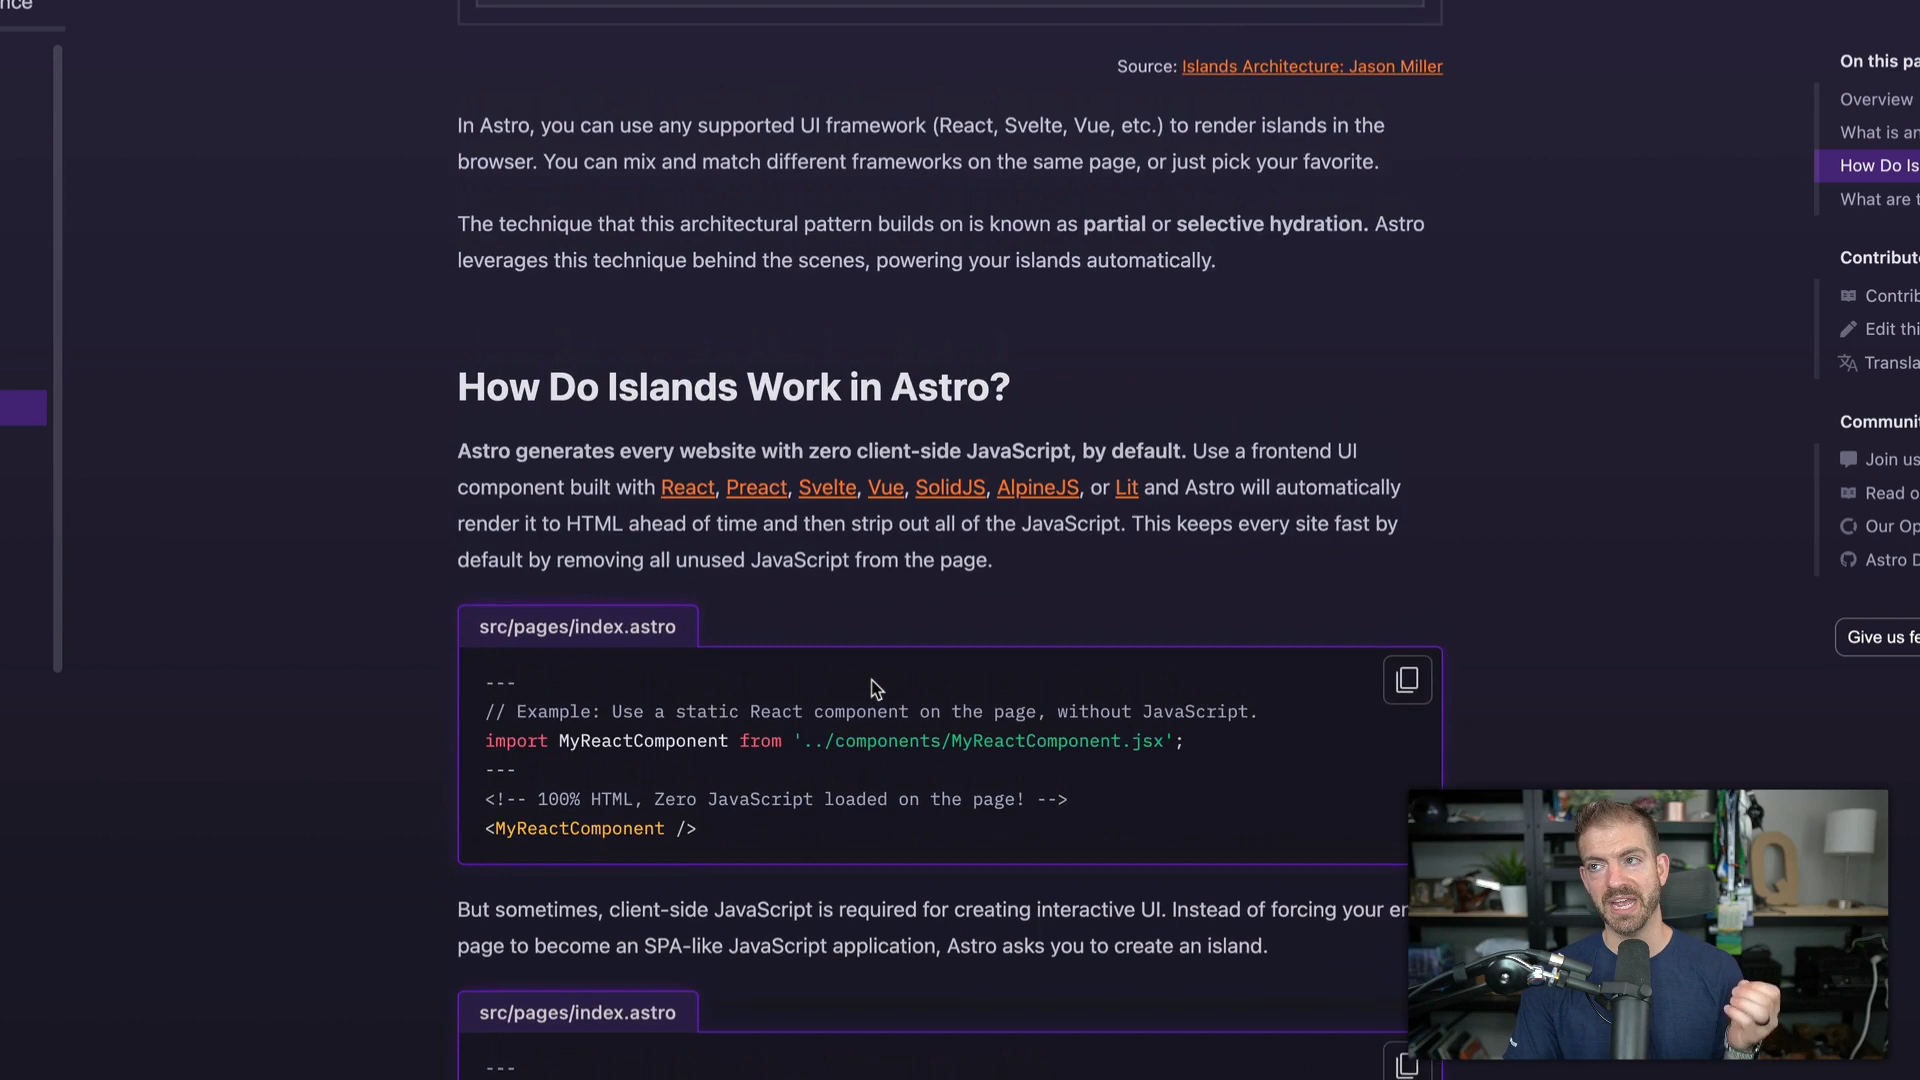 nce
Source: Islands Architecture: Jason Miller
In Astro, you can use any supported UI framework (React, Svelte, Vue, etc.) to render islands in the
browser. You can mix and match different frameworks on the same page, or just pick your favorite.
The technique that this architectural pattern builds on is known as partial or selective hydration. Astro
leverages this technique behind the scenes, powering your islands automatically.
How Do Islands Work in Astro?
Astro generates every website with zero client-side JavaScript, by default. Use a frontend UI
component built with React, Preact, Svelte, Vue, SolidJS, AlpineJS, or Lit and Astro will automatically
render it to HTML ahead of time and then strip out all of the JavaScript. This keeps every site fast by
default by removing all unused JavaScript from the page.
src/pages/index.astro
---
// Example: Use a static React component on the page, without JavaScript.
import MyReactComponent from '../components/MyReactComponent.jsx';
---
<!-- 100% HTML, Zero JavaScript loaded on the page! -->
<MyReactComponent />
But sometimes, client-side JavaScript is required for creating interactive UI. Instead of forcing your er
page to become an SPA-like JavaScript application, Astro asks you to create an island.
src/pages/index.astro
---
On this pa
Overview
What is an
How Do Is
What are t
Contribute
Contrib
Edit thi
Transla
Communit
Join us
Read o
Our Op
Astro D
Give us fe
Q